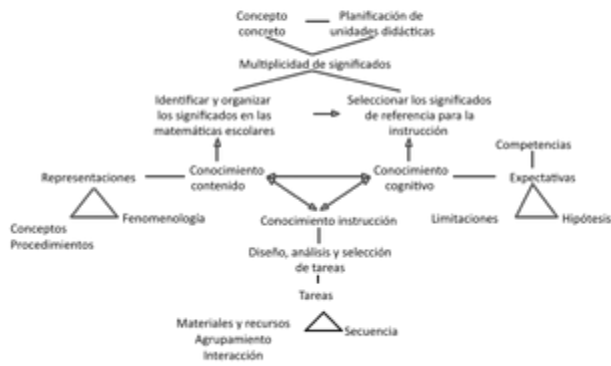 Concepto
concreto
Planificación de
unidades didácticas
Multiplicidad de significados
Identificar y organizar
los significados en las
matemáticas escolares
Seleccionar los significados
de referencia para la
instrucción
Competencias
Representaciones
Conocimiento
contenido
Conocimiento
cognitivo
Expectativas
Fenomenología
Conceptos
Procedimientos
Conocimiento instrucción
Limitaciones
Hipótesis
Diseño, análisis y selección
de tareas
Tareas
Materiales y recursos
Agrupamiento
Interacción
Secuencia